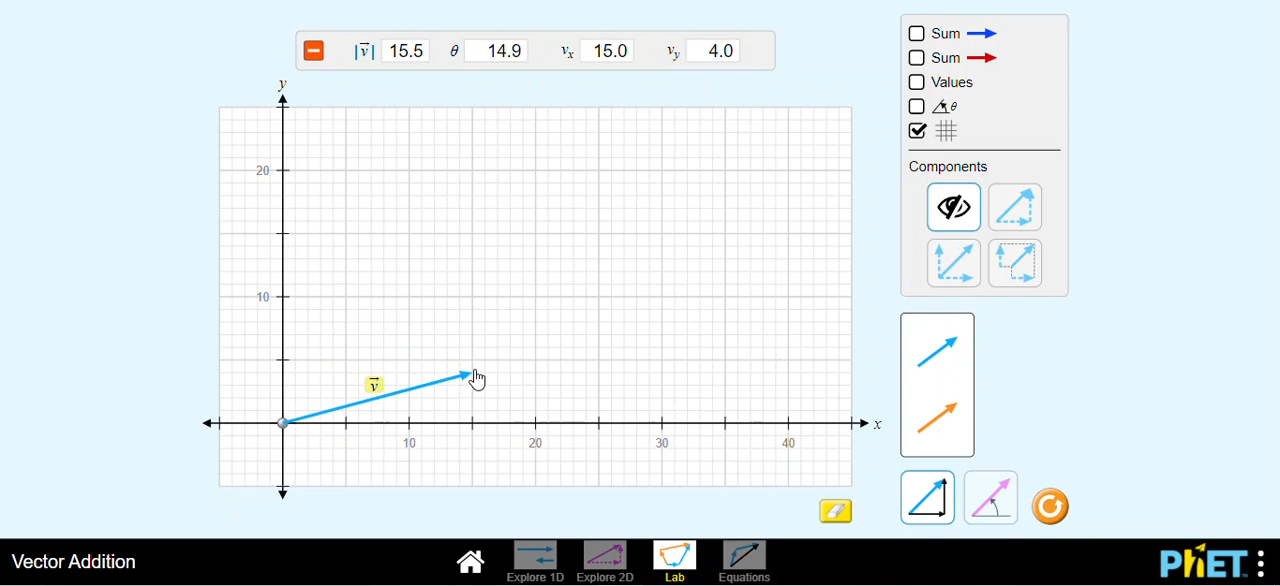 |v⃗| 15.5 θ 14.9 vx 15.0 vy 4.0
Sum
Sum
Values
θ
Components
y
20
10
v⃗
x
10 20 30 40
Vector Addition
Explore 1D Explore 2D Lab Equations
PhET